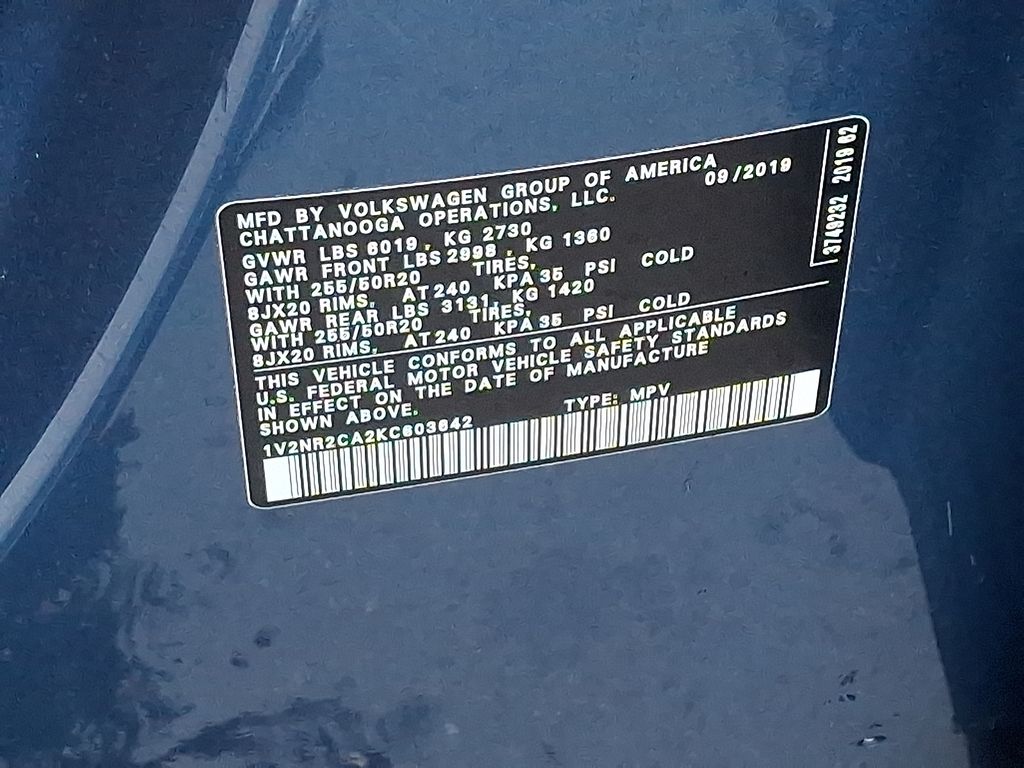 MFD BY VOLKSWAGEN GROUP OF AMERICA
CHATTANOOGA OPERATIONS, LLC. 09/2019
GVWR LBS 6019, KG 2730
GAWR FRONT LBS 2998, KG 1360
WITH 255/50R20 TIRES,
8JX20 RIMS, AT 240 KPA 35 PSI COLD
GAWR REAR LBS 3131, KG 1420
WITH 255/50R20 TIRES,
8JX20 RIMS, AT 240 KPA 35 PSI COLD
THIS VEHICLE CONFORMS TO ALL APPLICABLE
U.S. FEDERAL MOTOR VEHICLE SAFETY STANDARDS
IN EFFECT ON THE DATE OF MANUFACTURE
SHOWN ABOVE.
1V2NR2CA2KC603642 TYPE: MPV
3749232 2019 62